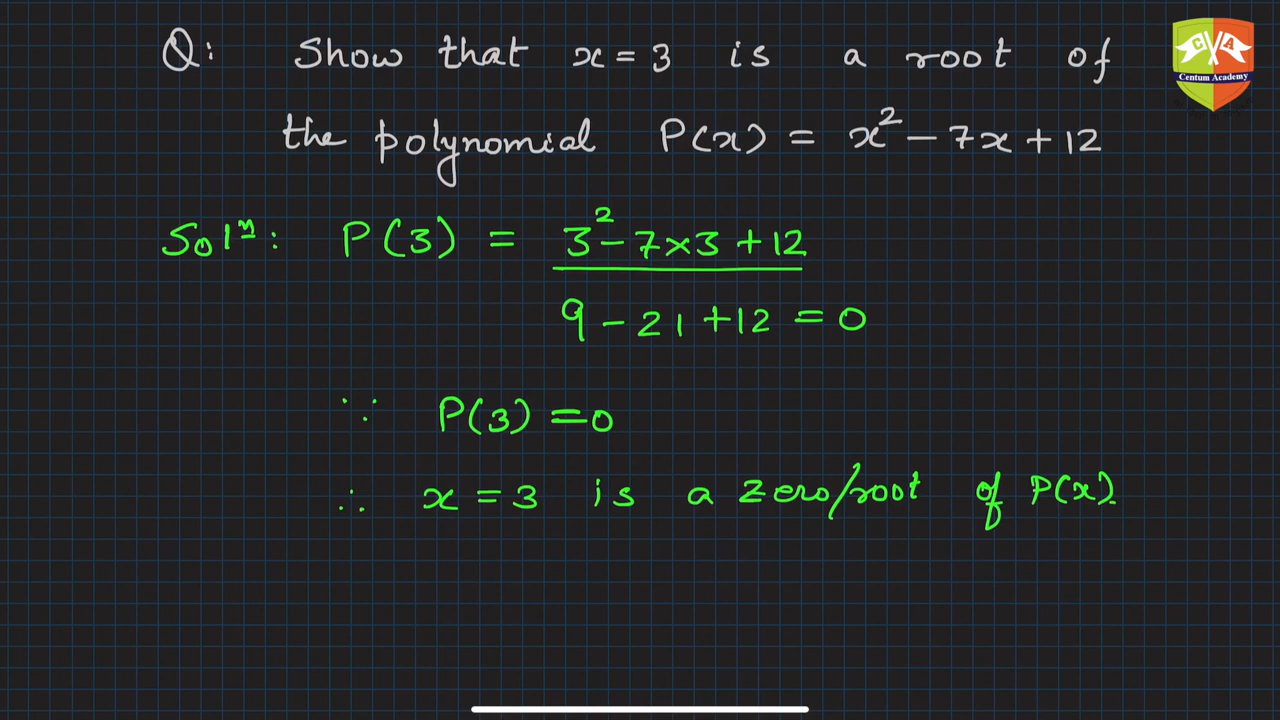 Q: Show that x = 3 is a root of
C A
Centum Academy
the polynomial P(x) = x² - 7x + 12
Solⁿ: P(3) = 3² - 7×3 + 12
9 - 21 + 12 = 0
∵ P(3) = 0
∴ x = 3 is a zero/root of P(x).